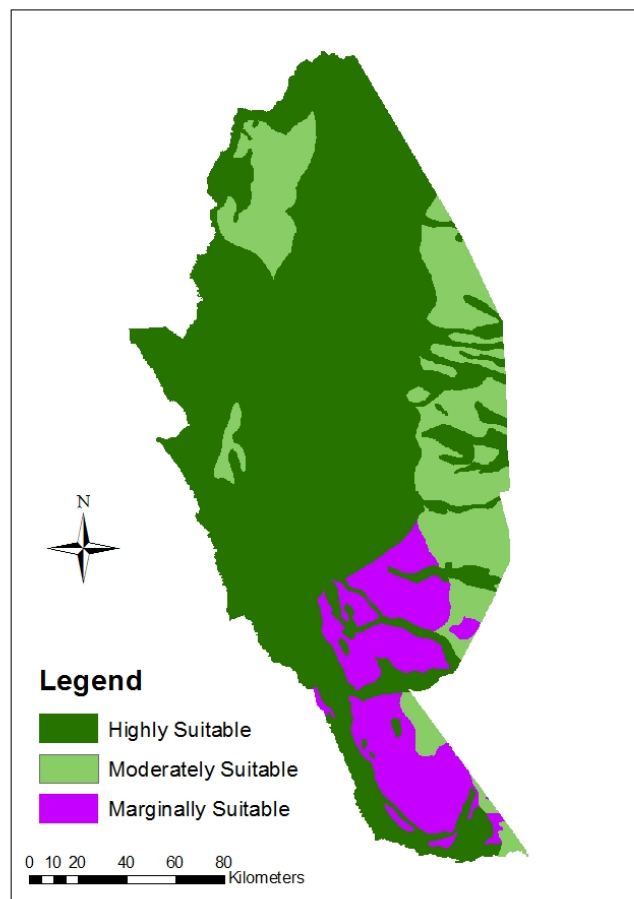 N
Legend
Highly Suitable
Moderately Suitable
Marginally Suitable
0 10 20 40 60 80
Kilometers